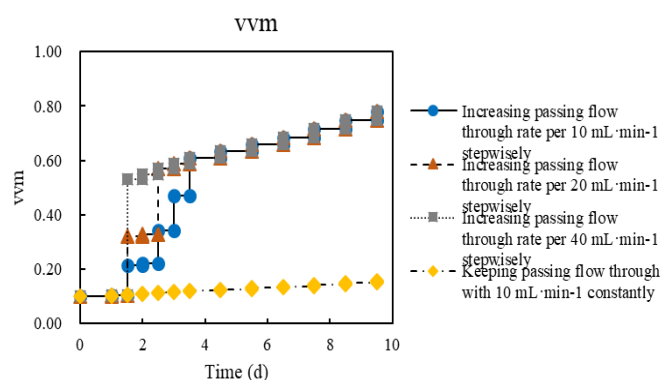 vvm
1.00
0.80
0.60
0.40
0.20
0.00
vvm
0
2
4
6
8
10
Time (d)
Increasing passing flow
through rate per 10 mL·min-1
stepwisely
Increasing passing flow
through rate per 20 mL·min-1
stepwisely
Increasing passing flow
through rate per 40 mL·min-1
stepwisely
Keeping passing flow through
with 10 mL·min-1 constantly